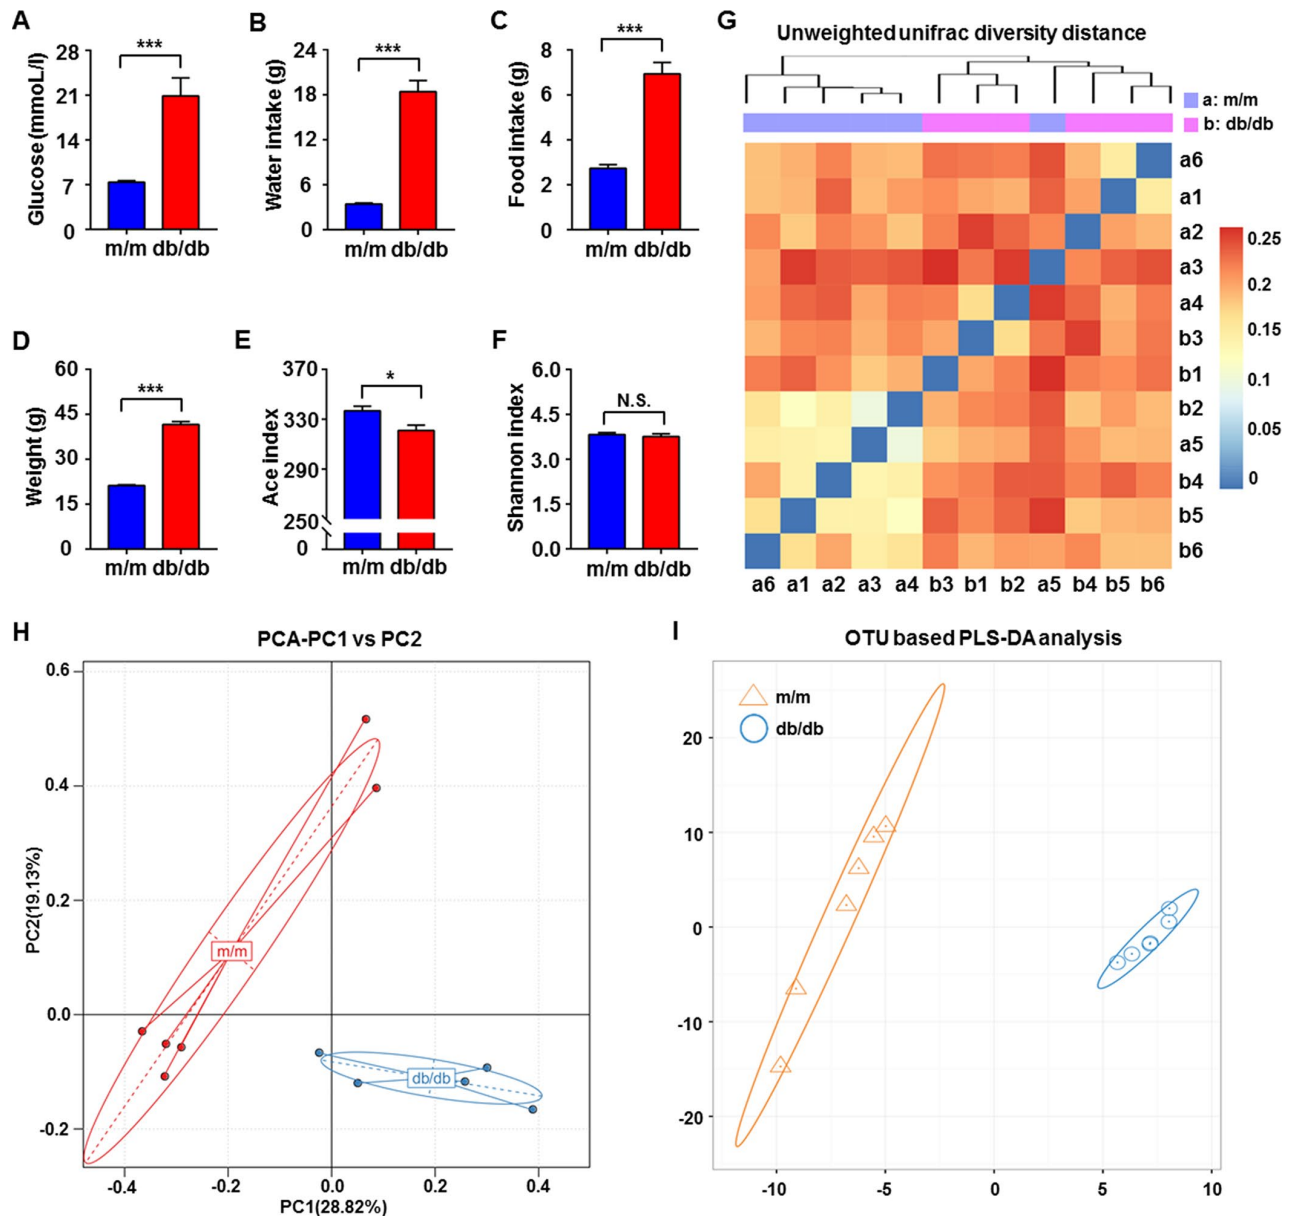 A
Glucose (mmoL/l)
28
21
14
7
0
***
m/m db/db
B
Water intake (g)
24
18
12
6
0
***
m/m db/db
C
Food intake (g)
8
6
4
2
0
***
m/m db/db
D
Weight (g)
60
45
30
15
0
***
m/m db/db
E
Ace index
370
330
290
250
0
*
m/m db/db
F
Shannon index
6.0
4.5
3.0
1.5
0.0
N.S.
m/m db/db
G
Unweighted unifrac diversity distance
a: m/m
b: db/db
a6
a1
a2
a3
a4
b3
b1
b2
a5
b4
b5
b6
a6 a1 a2 a3 a4 b3 b1 b2 a5 b4 b5 b6
0.25
0.2
0.15
0.1
0.05
0
H
PCA-PC1 vs PC2
PC2(19.13%)
0.6
0.4
0.2
0.0
-0.2
m/m
db/db
-0.4 -0.2 0.0 0.2 0.4
PC1(28.82%)
I
OTU based PLS-DA analysis
m/m
db/db
20
10
0
-10
-20
-10 -5 0 5 10